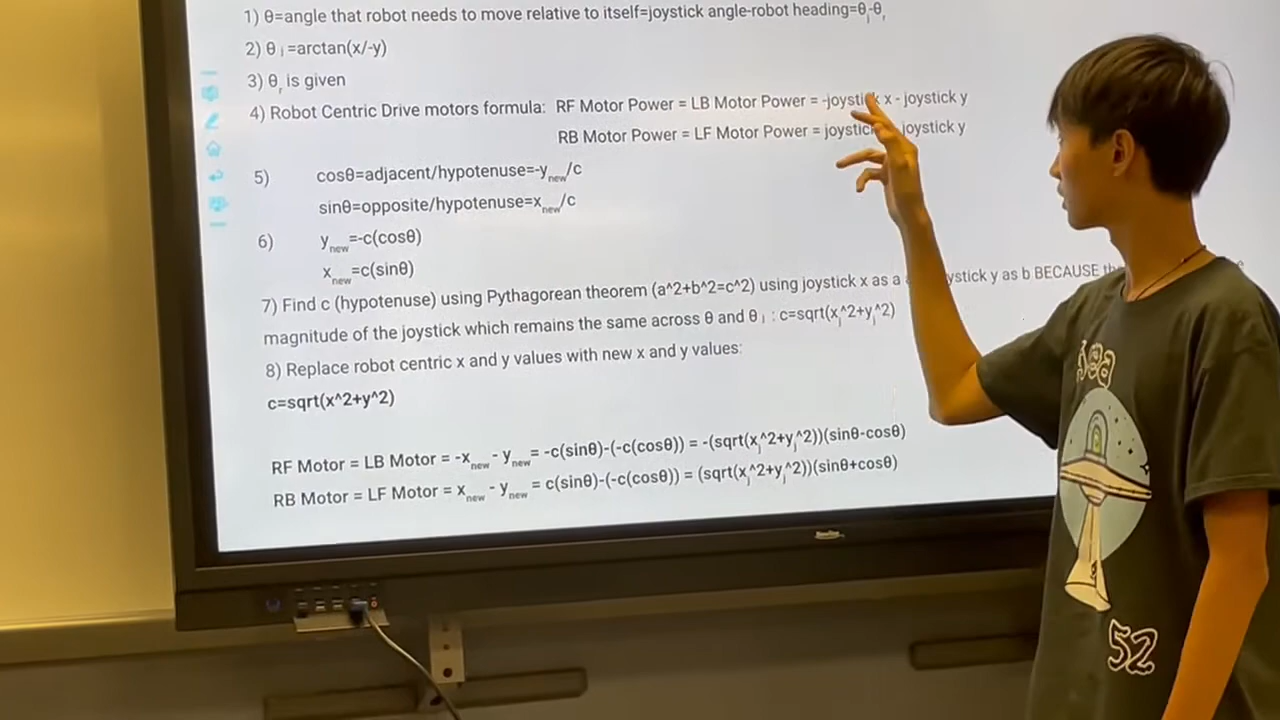 1) θ=angle that robot needs to move relative to itself=joystick angle-robot heading=θj-θr
2) θj=arctan(x/-y)
3) θr is given
4) Robot Centric Drive motors formula: RF Motor Power = LB Motor Power = -joystick x - joystick y
RB Motor Power = LF Motor Power = joystick joystick y
5) cosθ=adjacent/hypotenuse=-ynew/c
sinθ=opposite/hypotenuse=xnew/c
6) ynew=-c(cosθ)
xnew=c(sinθ)
7) Find c (hypotenuse) using Pythagorean theorem (a^2+b^2=c^2) using joystick x as a joystick y as b BECAUSE
magnitude of the joystick which remains the same across θ and θj : c=sqrt(xj^2+yj^2)
8) Replace robot centric x and y values with new x and y values:
c=sqrt(x^2+y^2)
RF Motor = LB Motor = -xnew - ynew = -c(sinθ)-(-c(cosθ)) = -(sqrt(xj^2+yj^2))(sinθ-cosθ)
RB Motor = LF Motor = xnew - ynew = c(sinθ)-(-c(cosθ)) = (sqrt(xj^2+yj^2))(sinθ+cosθ)
52